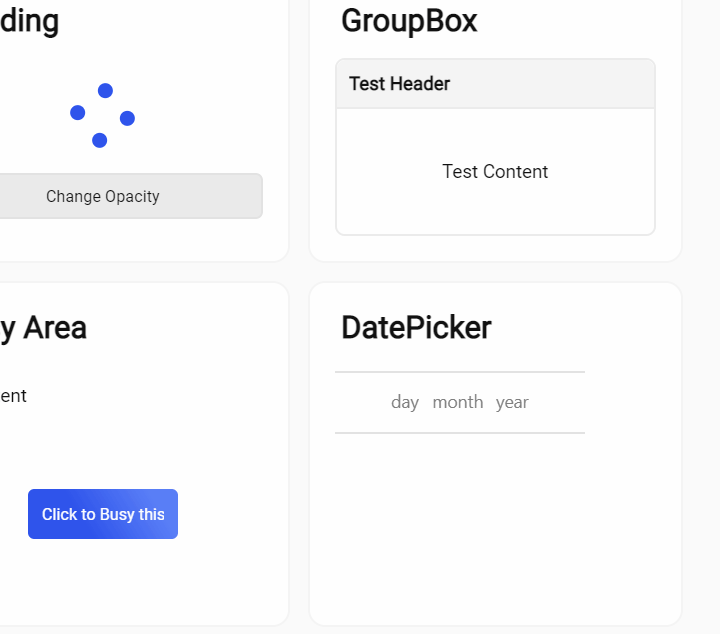 ding
Change Opacity
GroupBox
Test Header
Test Content
y Area
ent
Click to Busy this
DatePicker
day month year